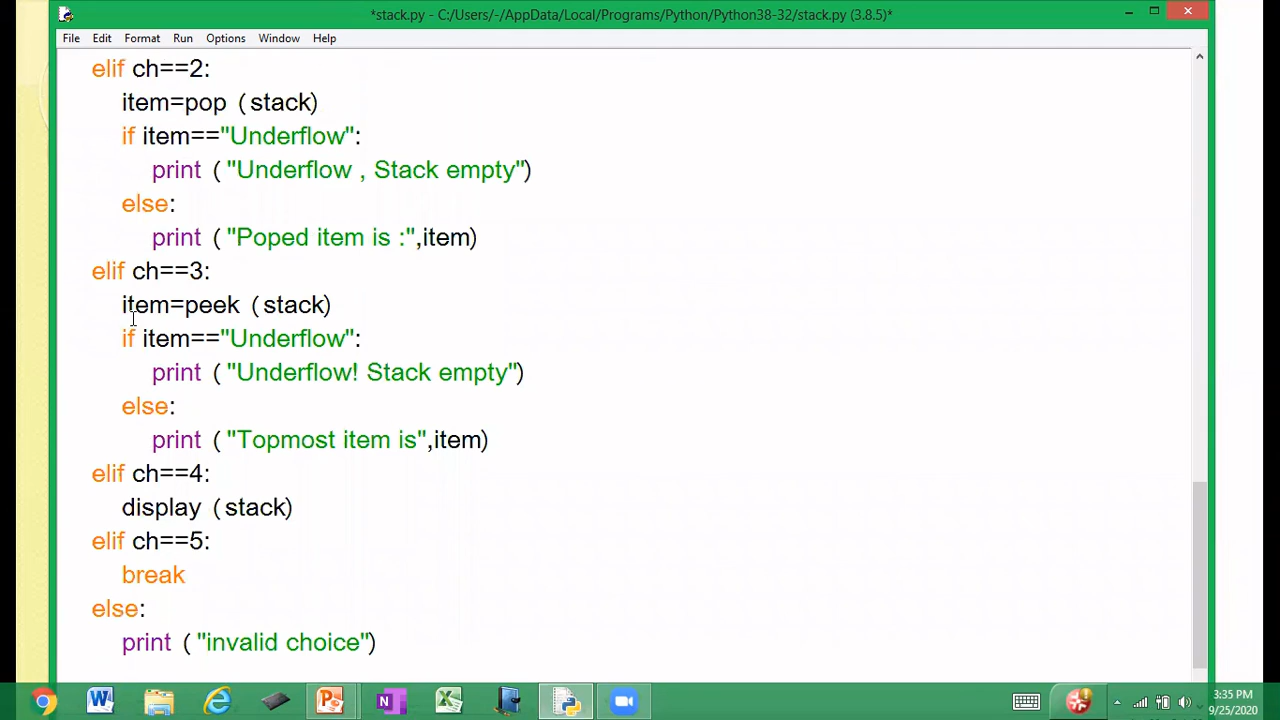 *stack.py - C:/Users/-/AppData/Local/Programs/Python/Python38-32/stack.py (3.8.5)*
File Edit Format Run Options Window Help
elif ch==2:
item=pop (stack)
if item=="Underflow":
print ("Underflow , Stack empty")
else:
print ("Poped item is :",item)
elif ch==3:
item=peek (stack)
if item=="Underflow":
print ("Underflow! Stack empty")
else:
print ("Topmost item is",item)
elif ch==4:
display (stack)
elif ch==5:
break
else:
print ("invalid choice")
3:35 PM
9/25/2020